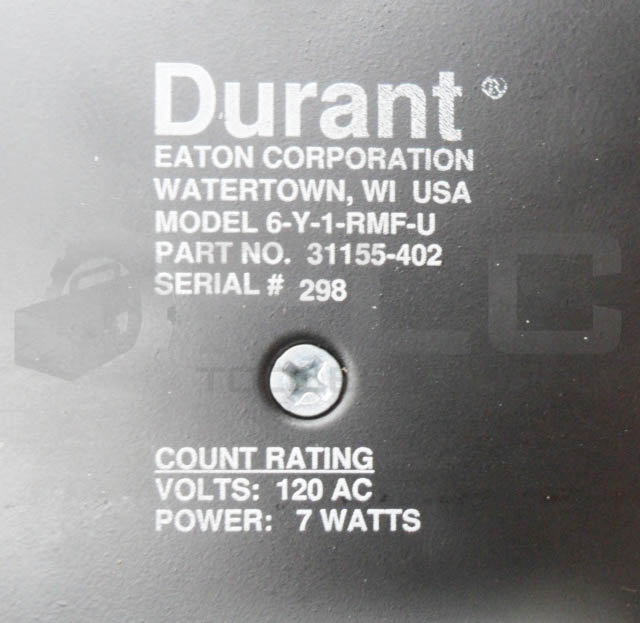 Durant ®
EATON CORPORATION
WATERTOWN, WI USA
MODEL 6-Y-1-RMF-U
PART NO. 31155-402
SERIAL # 298
COUNT RATING
VOLTS: 120 AC
POWER: 7 WATTS